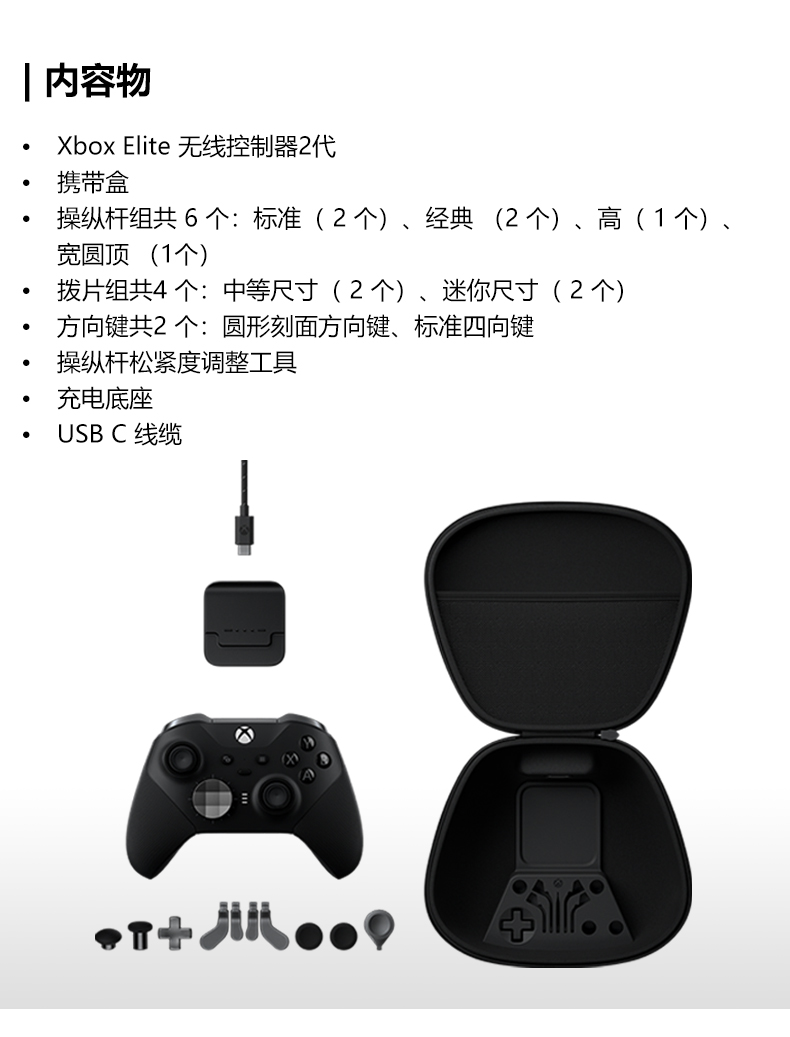 内容物
• Xbox Elite 无线控制器2代
• 携带盒
• 操纵杆组共 6 个：标准（ 2 个）、经典 （2 个）、高（ 1 个）、
宽圆顶 （1个）
• 拨片组共4 个：中等尺寸（ 2 个）、迷你尺寸（ 2 个）
• 方向键共2 个：圆形刻面方向键、标准四向键
• 操纵杆松紧度调整工具
• 充电底座
• USB C 线缆
Y
X
B
A